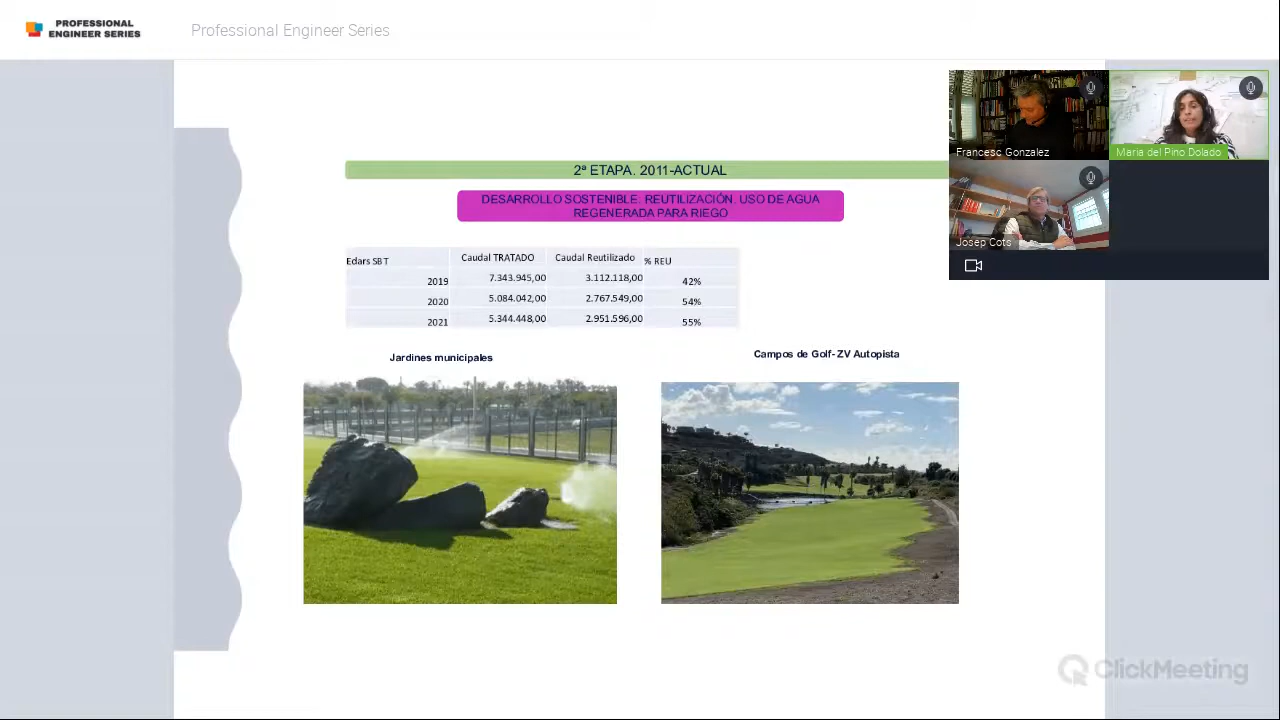 PROFESSIONAL
ENGINEER SERIES
Professional Engineer Series
2ª ETAPA. 2011-ACTUAL
DESARROLLO SOSTENIBLE. REUTILIZACIÓN. USO DE AGUA
REGENERADA PARA RIEGO
Edars SBT Caudal TRATADO Caudal Reutilizado % REU
2019 7.343.945,00 3.112.118,00 42%
2020 5.084.042,00 2.767.549,00 54%
2021 5.344.448,00 2.951.596,00 55%
Jardines municipales
Campos de Golf- ZV Autopista
Francesc Gonzalez
Maria del Pino Dolado
Josep Cots
ClickMeeting